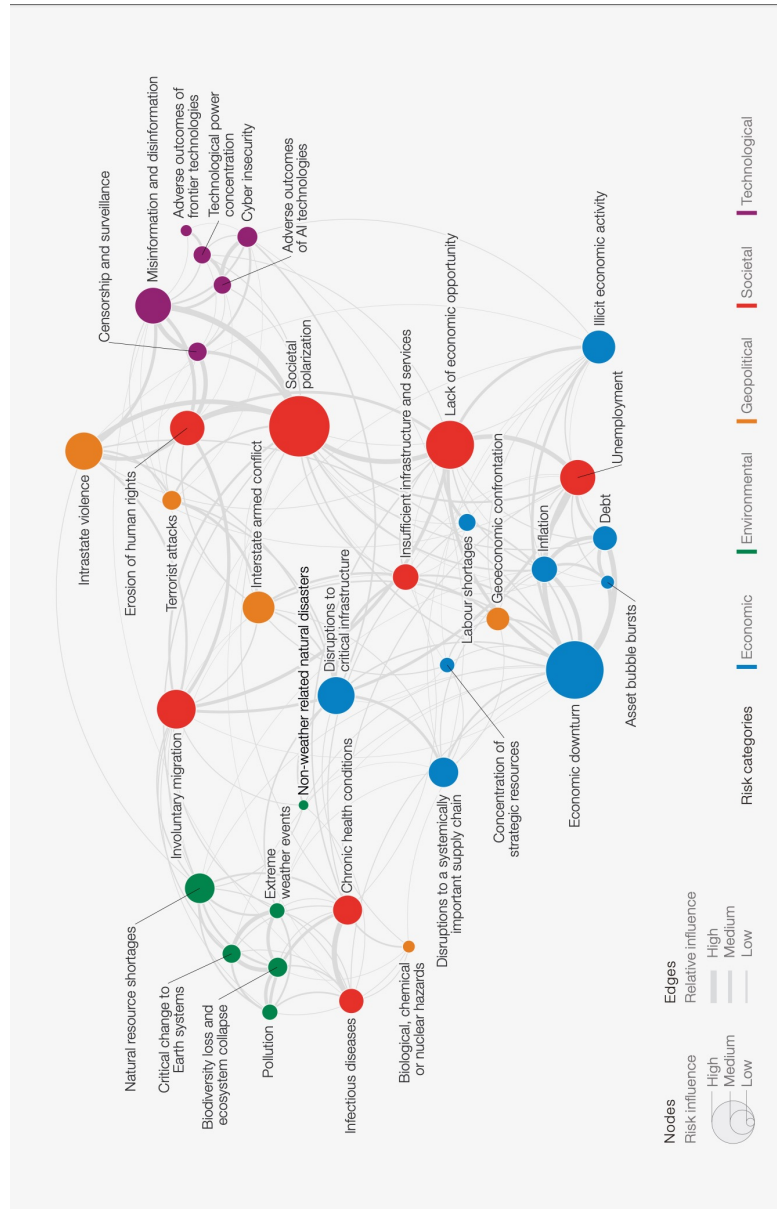 Intrastate violence
Censorship and surveillance
Misinformation and disinformation
Adverse outcomes of
frontier technologies
Technological power
concentration
Cyber insecurity
Adverse outcomes
of AI technologies
Erosion of human rights
Terrorist attacks
Societal
polarization
Interstate armed conflict
Involuntary migration
Natural resource shortages
Critical change to
Earth systems
Biodiversity loss and
ecosystem collapse
Pollution
Extreme
weather events
Non-weather related natural disasters
Disruptions to
critical infrastructure
Insufficient infrastructure and services
Lack of economic opportunity
Chronic health conditions
Infectious diseases
Biological, chemical
or nuclear hazards
Disruptions to a systemically
important supply chain
Concentration of
strategic resources
Labour shortages
Geoeconomic confrontation
Illicit economic activity
Unemployment
Inflation
Debt
Asset bubble bursts
Economic downturn
Nodes
Risk influence
High
Medium
Low
Edges
Relative influence
High
Medium
Low
Risk categories
Economic
Environmental
Geopolitical
Societal
Technological